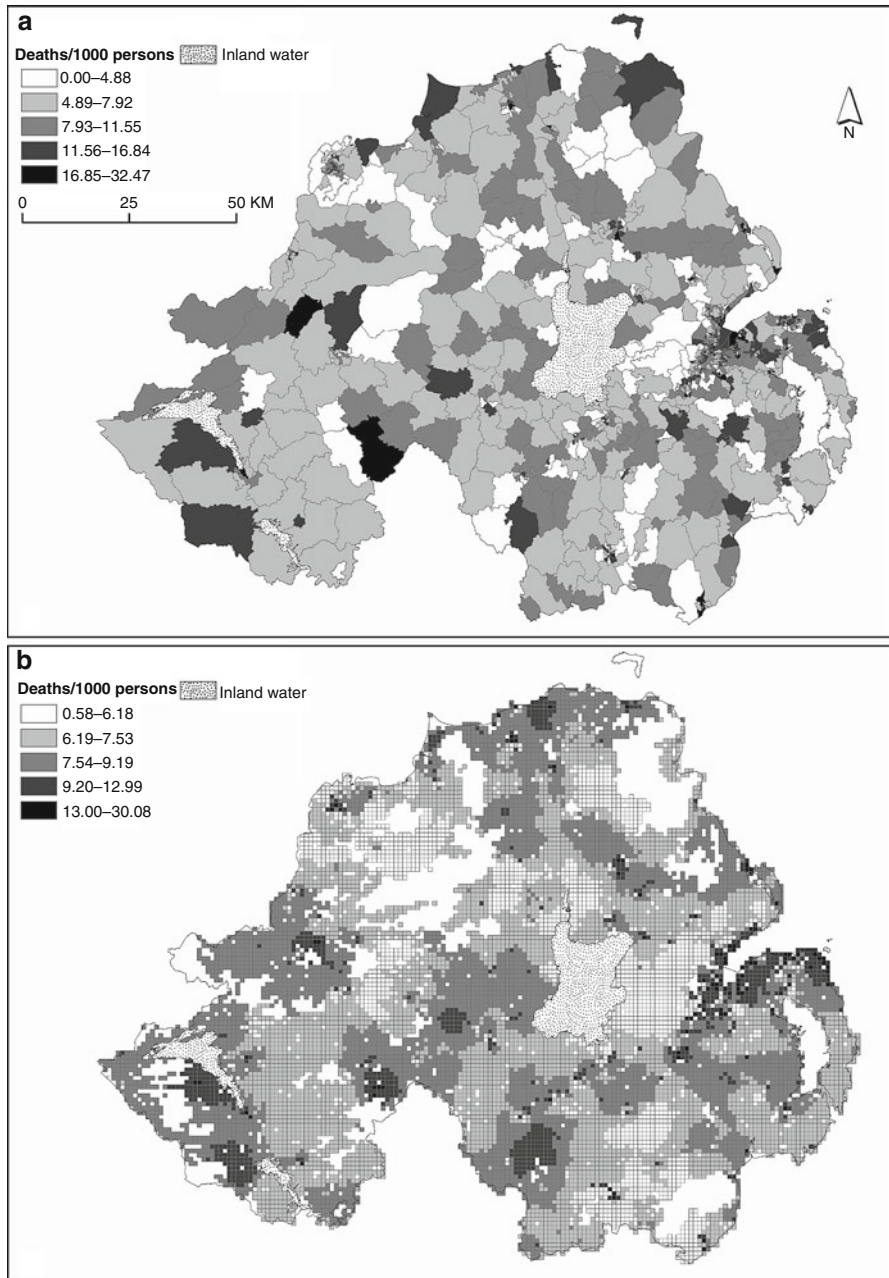 a
Deaths/1000 persons Inland water
0.00–4.88
4.89–7.92
7.93–11.55
11.56–16.84
16.85–32.47
0 25 50 KM
N
b
Deaths/1000 persons Inland water
0.58–6.18
6.19–7.53
7.54–9.19
9.20–12.99
13.00–30.08